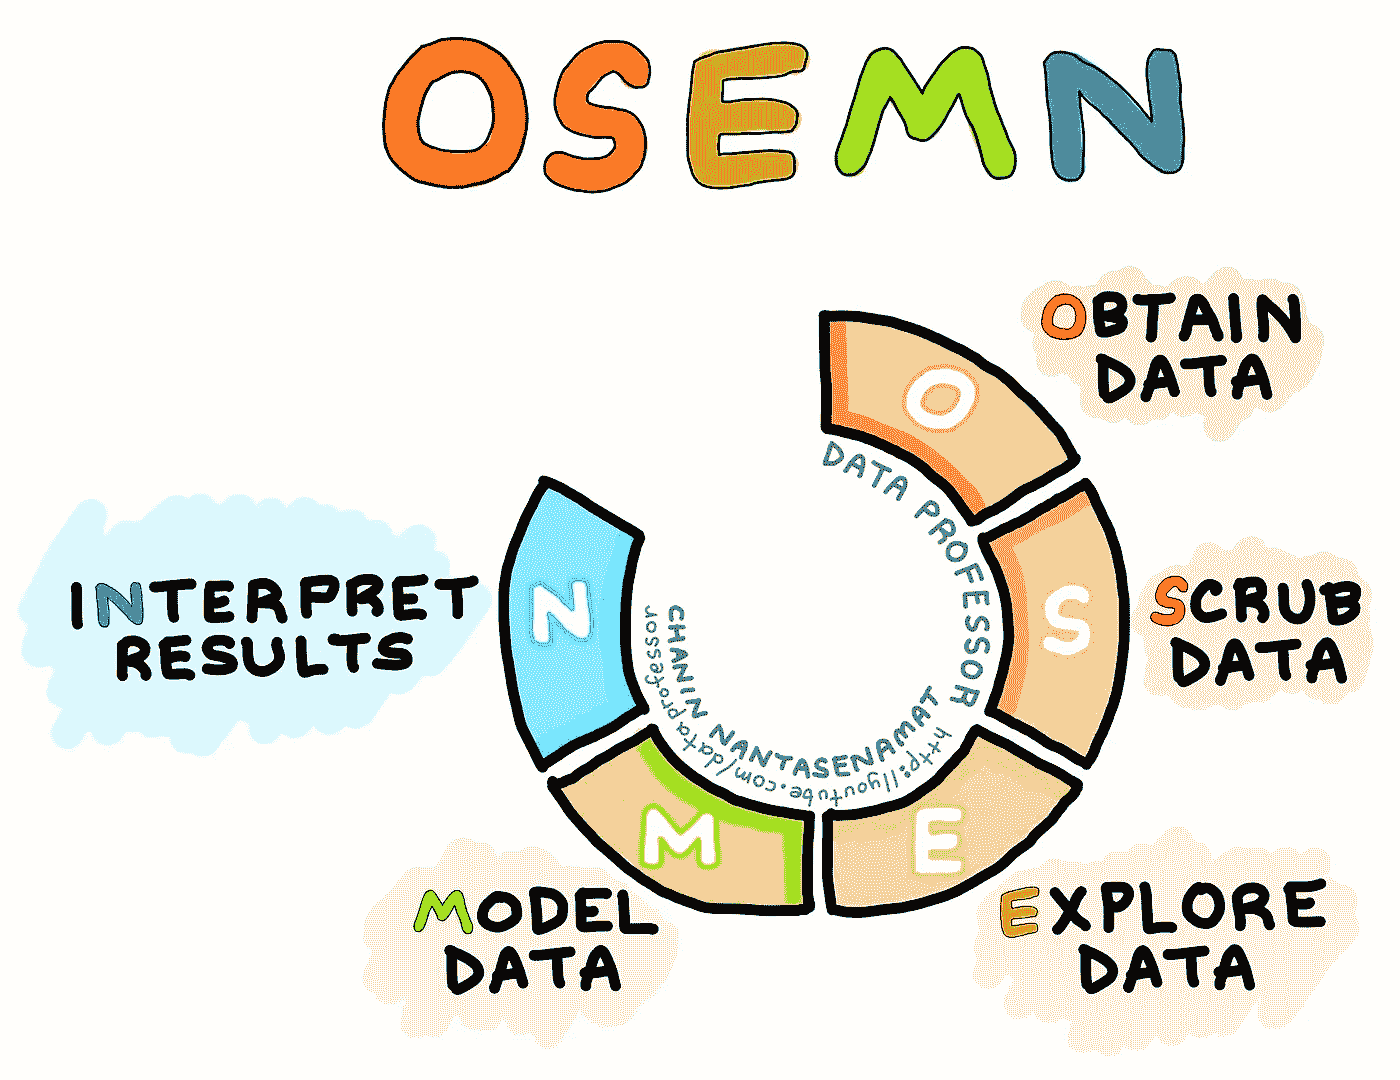 OSEMN
OBTAIN
DATA
O
DATA PROFESSOR
S
SCRUB
DATA
E
EXPLORE
DATA
M
MODEL
DATA
N
INTERPRET
RESULTS
CHANIN NANTASENAMAT
http://youtube.com/dataprofessor